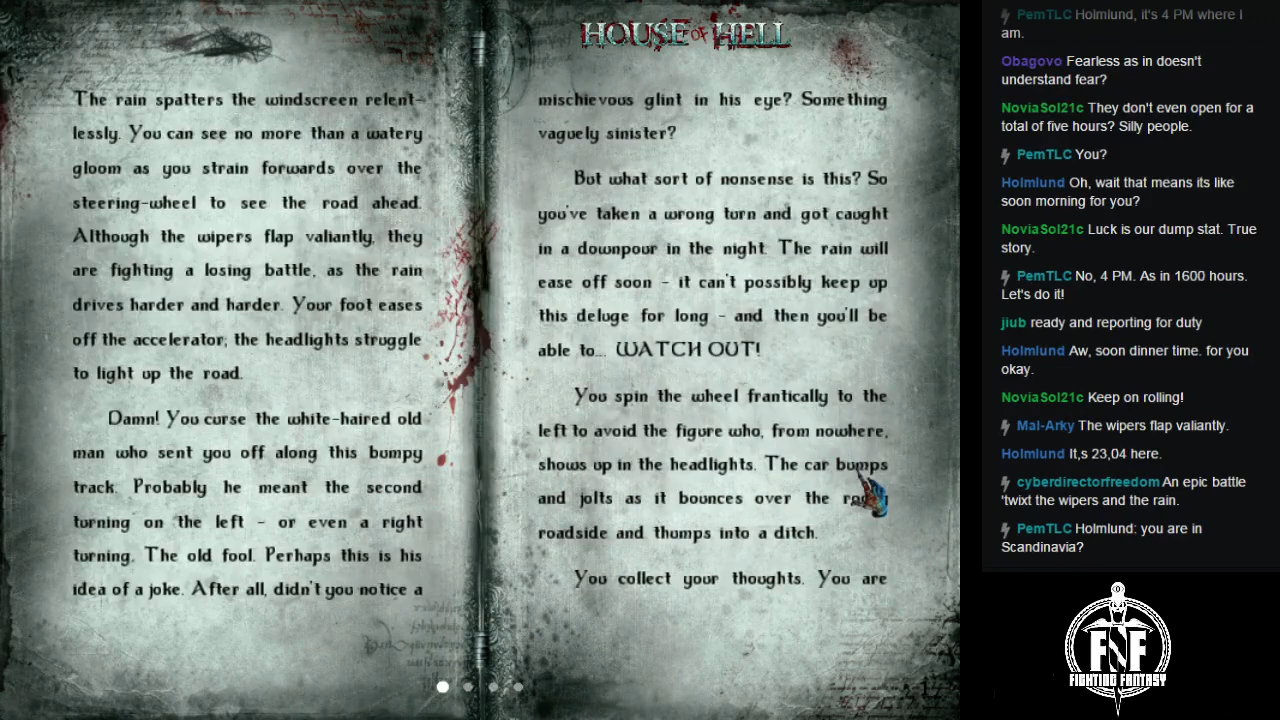 The rain spatters the windscreen relent-
lessly. You can see no more than a watery
gloom as you strain forwards over the
steering-wheel to see the road ahead.
Although the wipers flap valiantly, they
are fighting a losing battle, as the rain
drives harder and harder. Your foot eases
off the accelerator; the headlights struggle
to light up the road.
Damn! You curse the white-haired old
man who sent you off along this bumpy
track. Probably he meant the second
turning on the left - or even a right
turning. The old fool. Perhaps this is his
idea of a joke. After all, didn't you notice a
HOUSE of HELL
mischievous glint in his eye? Something
vaguely sinister?
But what sort of nonsense is this? So
you've taken a wrong turn and got caught
in a downpour in the night. The rain will
ease off soon - it can't possibly keep up
this deluge for long - and then you'll be
able to... WATCH OUT!
You spin the wheel frantically to the
left to avoid the figure who, from nowhere,
shows up in the headlights. The car bumps
and jolts as it bounces over the
roadside and thumps into a ditch.
You collect your thoughts. You are
PemTLC Holmlund, it's 4 PM where I
am.
Obagovo Fearless as in doesn't
understand fear?
NoviaSol21c They don't even open for a
total of five hours? Silly people.
PemTLC You?
Holmlund Oh, wait that means its like
soon morning for you?
NoviaSol21c Luck is our dump stat. True
story.
PemTLC No, 4 PM. As in 1600 hours.
Let's do it!
jiub ready and reporting for duty
Holmlund Aw, soon dinner time. for you
okay.
NoviaSol21c Keep on rolling!
Mal-Arky The wipers flap valiantly.
Holmlund It,s 23,04 here.
cyberdirectorfreedom An epic battle
'twixt the wipers and the rain.
PemTLC Holmlund: you are in
Scandinavia?
FF
FIGHTING FANTASY